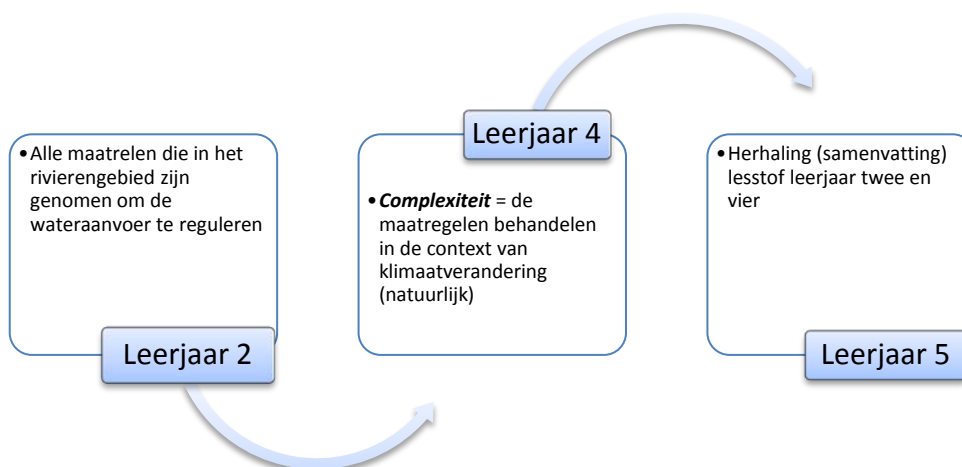 •Alle maatrelen die in het
rivierengebied zijn
genomen om de
wateraanvoer te reguleren
Leerjaar 2
Leerjaar 4
•Complexiteit = de
maatregelen behandelen
in de context van
klimaatverandering
(natuurlijk)
•Herhaling (samenvatting)
lesstof leerjaar twee en
vier
Leerjaar 5